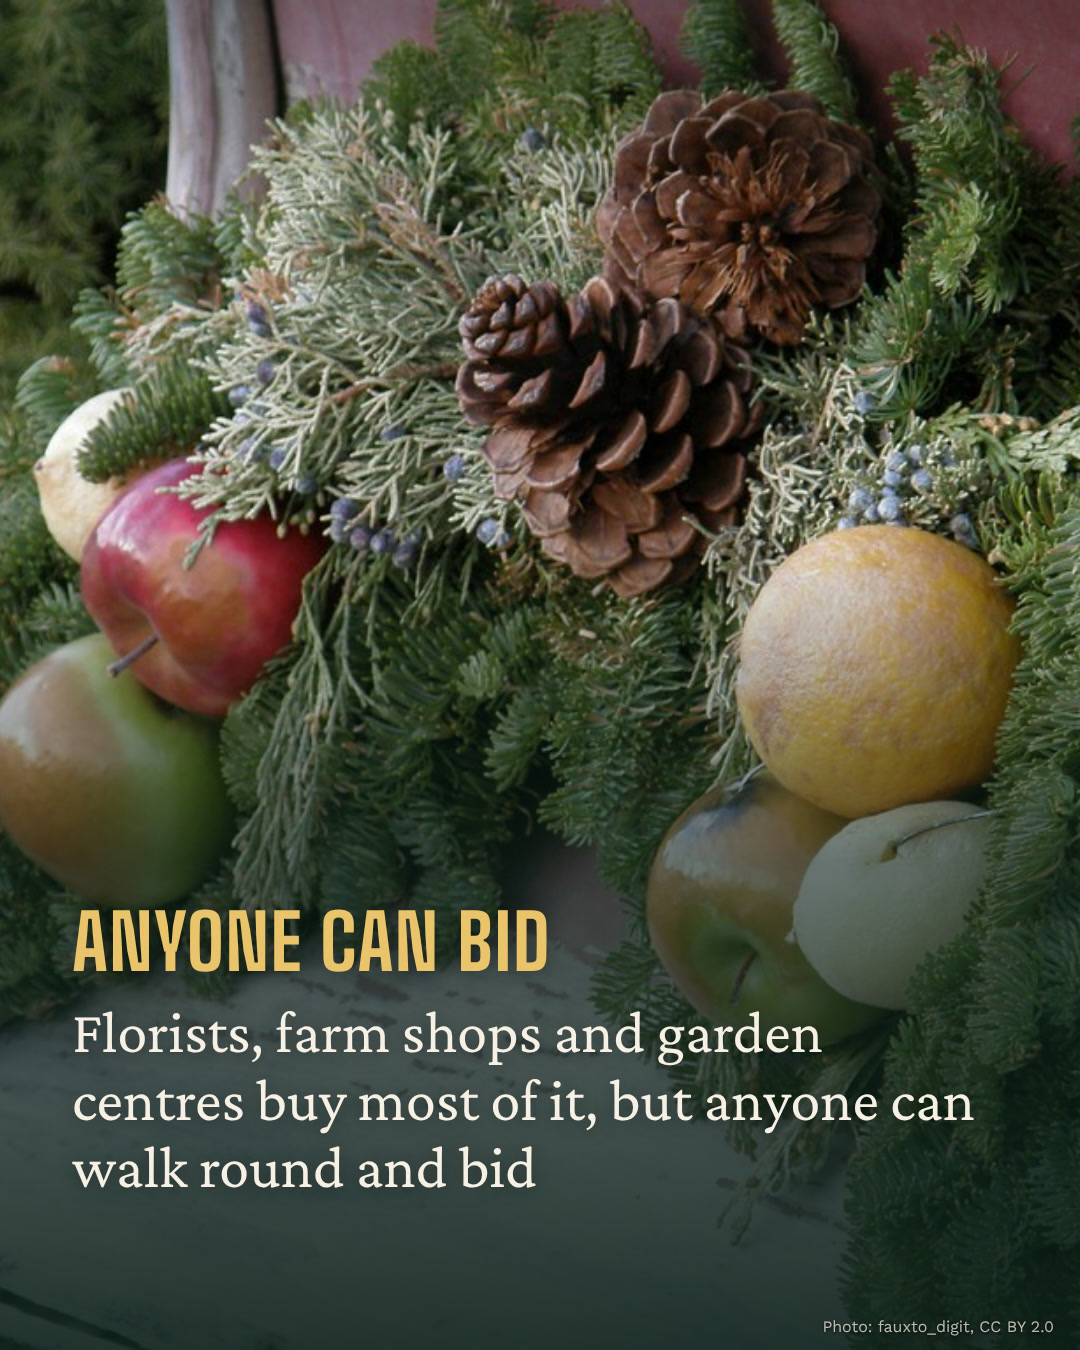 ANYONE CAN BID
Florists, farm shops and garden
centres buy most of it, but anyone can
walk round and bid
Photo: fauxto_digit, CC BY 2.0